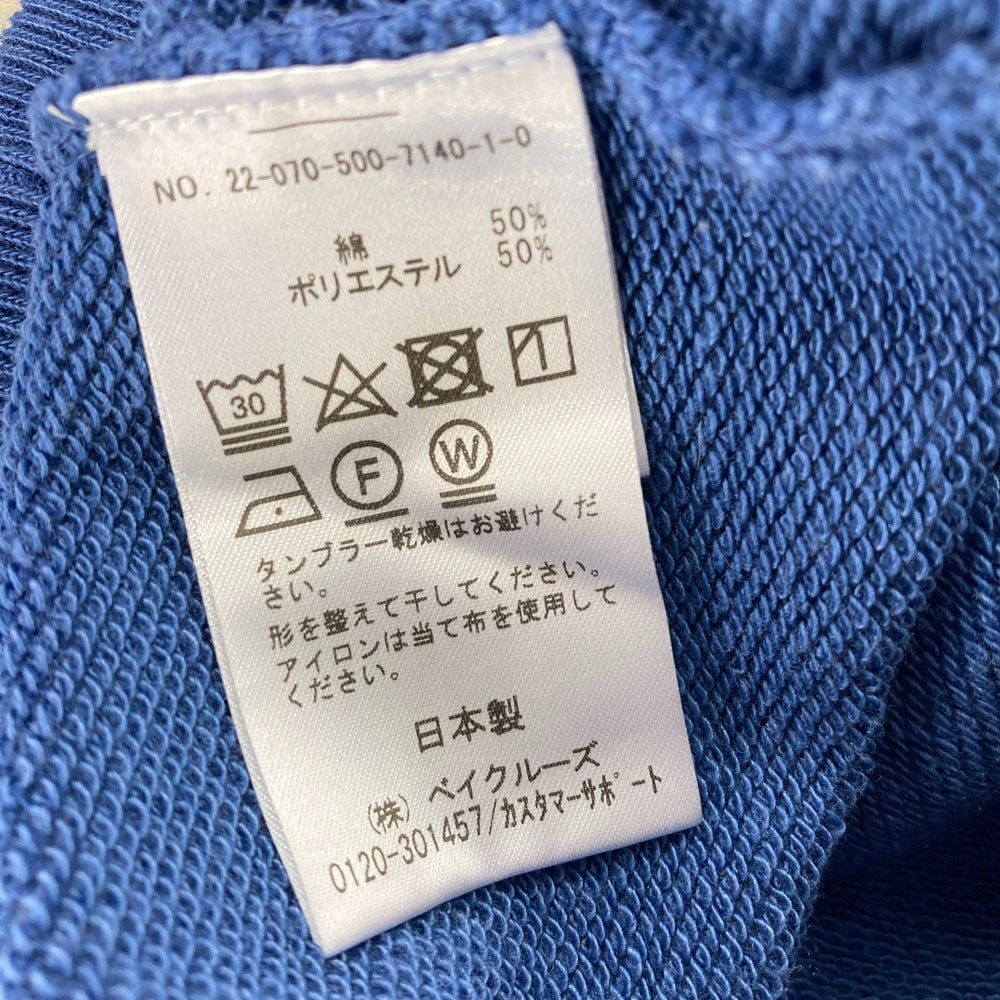 NO. 22-070-500-7140-1-0
綿 50%
ポリエステル 50%
30
F W
タンブラー乾燥はお避けくだ
さい。
形を整えて干してください。
アイロンは当て布を使用して
ください。
日本製
(株) ベイクルーズ
0120-301457/カスタマーサポート